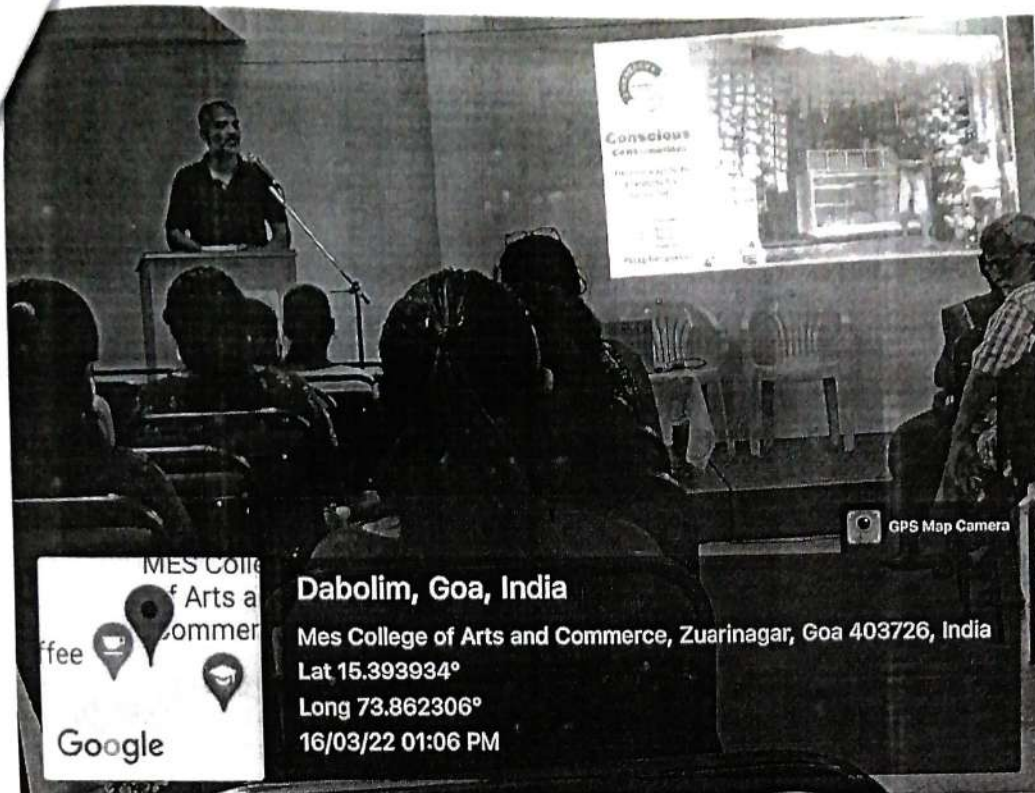 Conscious
GPS Map Camera
MES Colle
f Arts a
ommer
ffee
Google
Dabolim, Goa, India
Mes College of Arts and Commerce, Zuarinagar, Goa 403726, India
Lat 15.393934°
Long 73.862306°
16/03/22 01:06 PM